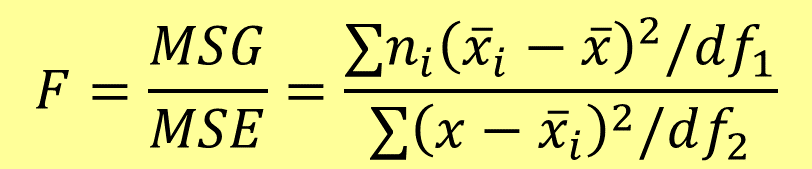 F = MSG/MSE = ∑nᵢ(x̄ᵢ − x̄)²/df₁ / ∑(x − x̄ᵢ)²/df₂